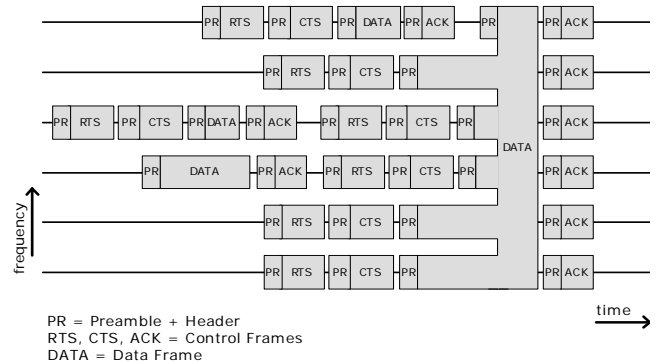 PR RTS PR CTS PR DATA PR ACK PR PR ACK
PR RTS PR CTS PR PR ACK
PR RTS PR CTS PR DATA PR ACK PR RTS PR CTS PR PR ACK
DATA
PR DATA PR ACK PR RTS PR CTS PR PR ACK
PR RTS PR CTS PR PR ACK
PR RTS PR CTS PR PR ACK
frequency
time
PR = Preamble + Header
RTS, CTS, ACK = Control Frames
DATA = Data Frame